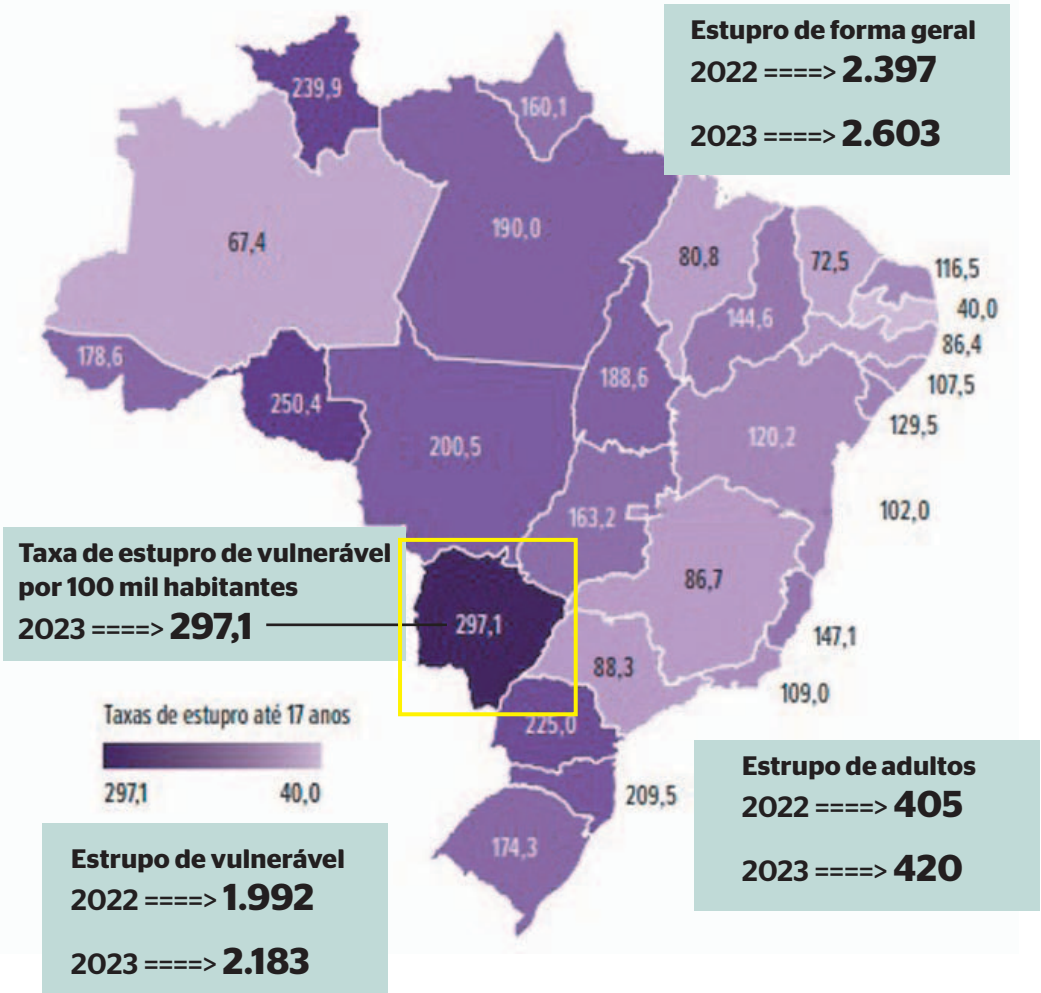 Estupro de forma geral
2022 ====> 2.397
2023 ====> 2.603
239,9
160,1
67,4
190,0
80,8
72,5
116,5
40,0
144,6
86,4
178,6
188,6
107,5
250,4
129,5
200,5
120,2
163,2
102,0
Taxa de estupro de vulnerável
por 100 mil habitantes
2023 ====> 297,1
297,1
86,7
147,1
88,3
109,0
225,0
Taxas de estupro até 17 anos
297,1 40,0
209,5
174,3
Estrupo de adultos
2022 ====> 405
2023 ====> 420
Estrupo de vulnerável
2022 ====> 1.992
2023 ====> 2.183